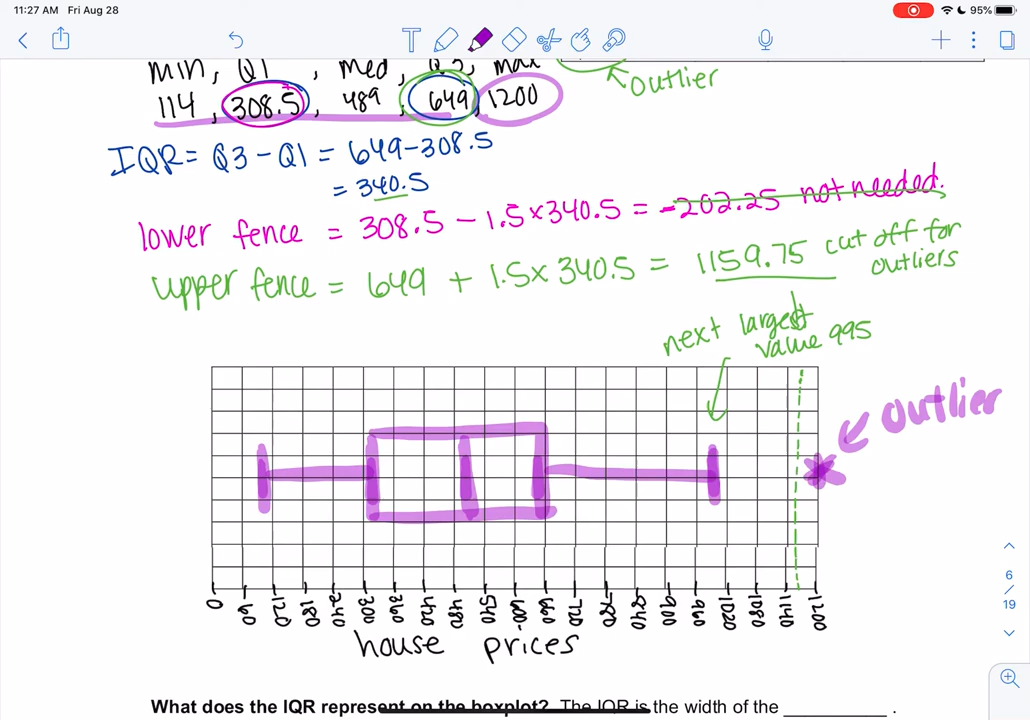 11:27 AM Fri Aug 28
95%
min, Q1, med, Q3, max
114, 308.5, 489, 649, 1200
outlier
IQR = Q3 - Q1 = 649-308.5
= 340.5
lower fence = 308.5 - 1.5x340.5 = -202.25 not needed.
upper fence = 649 + 1.5x 340.5 = 1159.75 cut off for
outliers
next largest
value 995
outlier
0 60 120 180 240 300 360 420 480 540 600 660 720 780 840 900 960 1020 1080 1140 1200
house prices
6
/
19
What does the IQR represent on the boxplot? The IQR is the width of the ____________ .